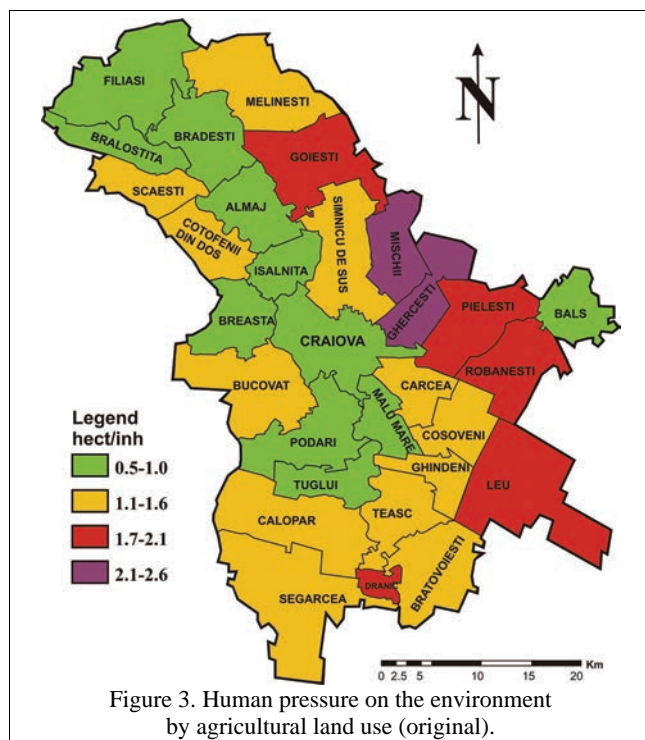 N
FILIASI
MELINESTI
BRADESTI
BRALOSTITA
GOIESTI
SCAESTI
ALMAJ
SIMNICU DE SUS
MISCHII
COTOFENII
DIN DOS
ISALNITA
GHERCESTI
PIELESTI
BALS
BREASTA
CRAIOVA
ROBANESTI
BUCOVAT
CARCEA
MALU MARE
COSOVENI
PODARI
GHINDENI
LEU
TUGLUI
TEASC
CALOPAR
BRATOVOIESTI
DRANIC
SEGARCEA
Legend
hect/inh
0.5-1.0
1.1-1.6
1.7-2.1
2.1-2.6
0 2.5 5 10 15 20 Km
Figure 3. Human pressure on the environment
by agricultural land use (original).